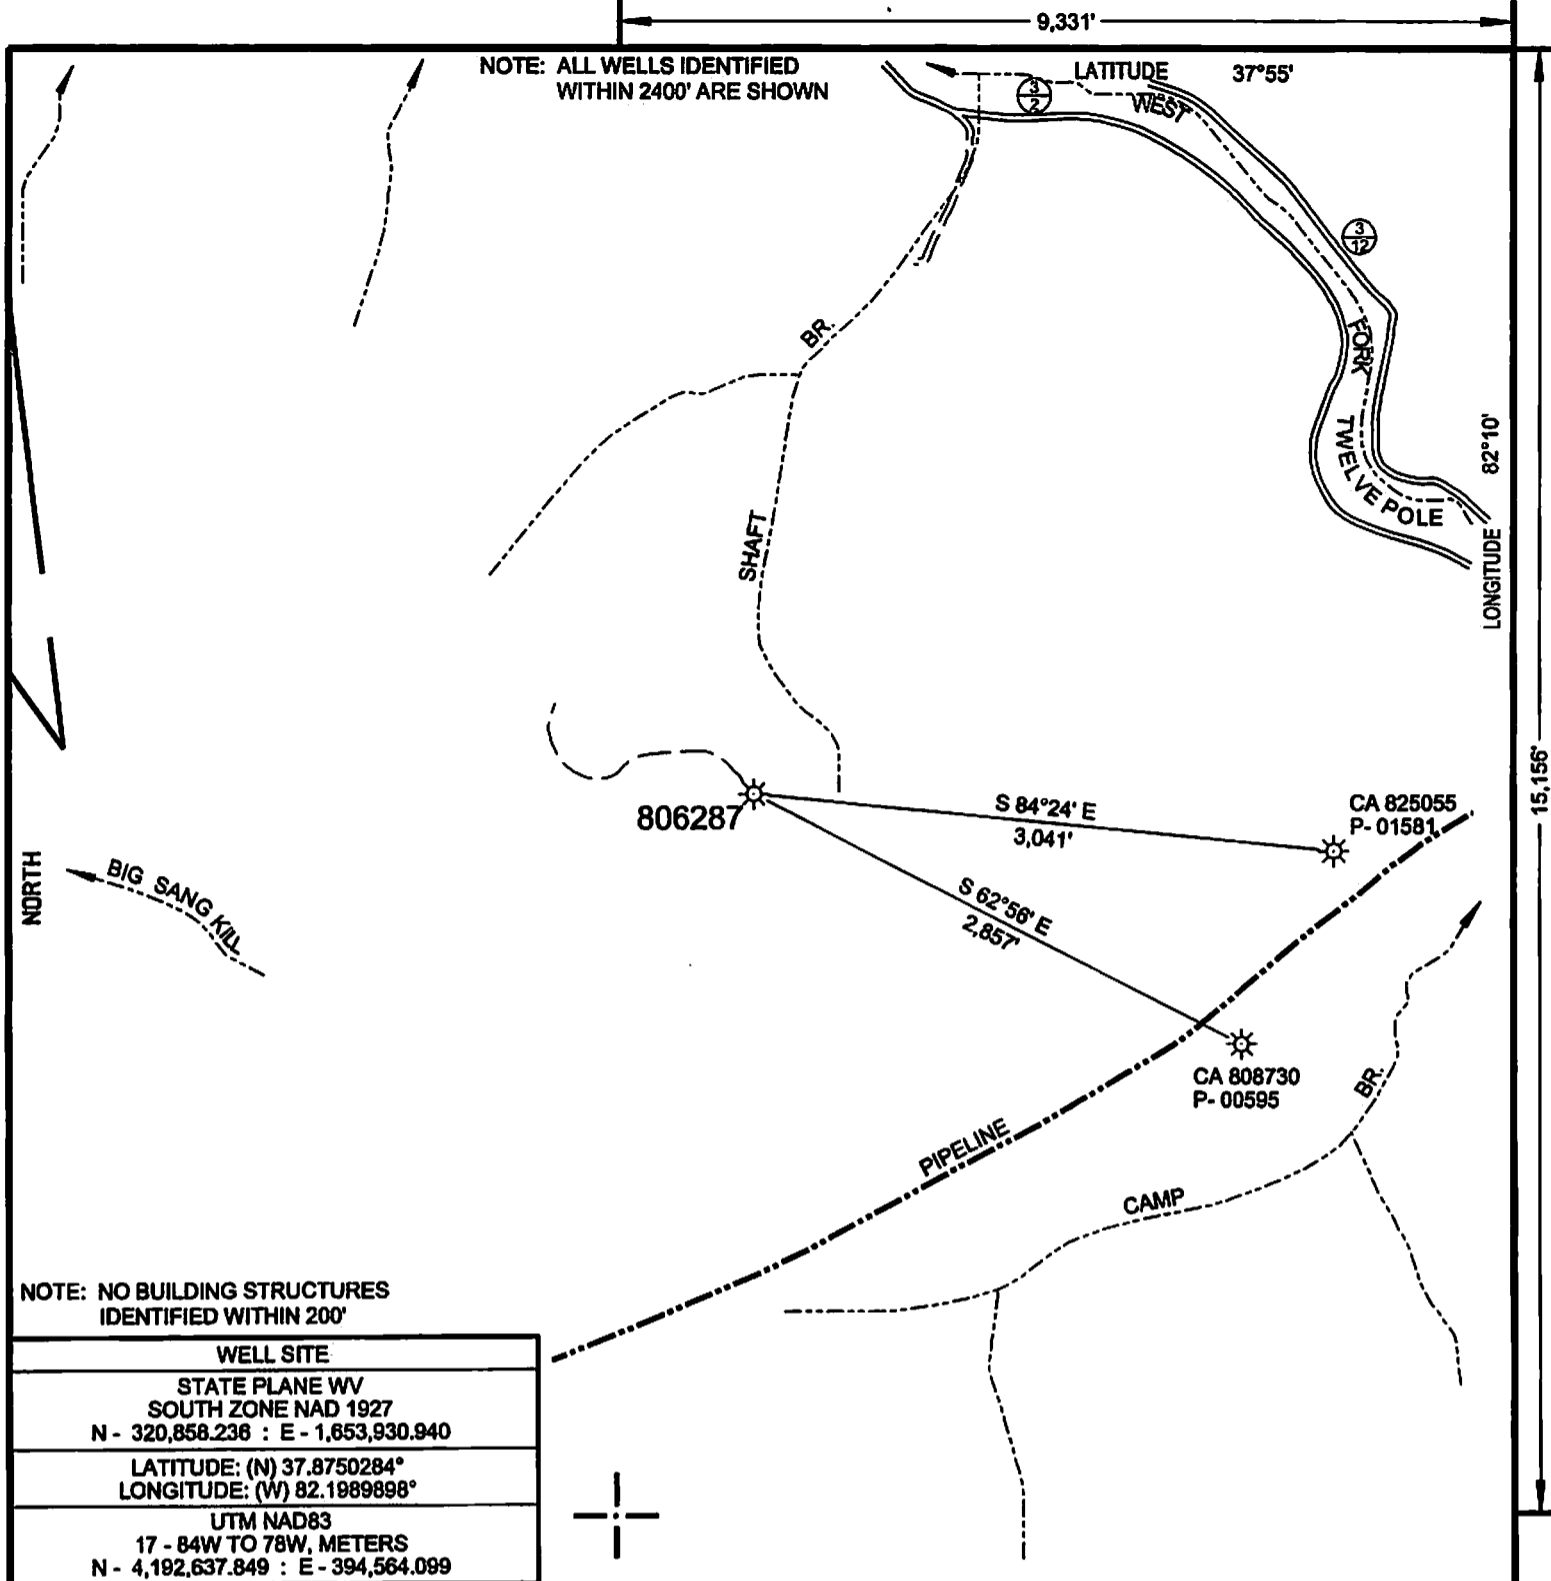 9,331'
NOTE: ALL WELLS IDENTIFIED
WITHIN 2400' ARE SHOWN
LATITUDE 37°55'
3
2
WEST
3
12
BR.
FORK
82°10'
LONGITUDE
TWELVE POLE
SHAFT
15,156'
806287
S 84°24' E
3,041'
CA 825055
P- 01581
NORTH
BIG SANG KILL
S 62°56' E
2,857'
CA 808730
P- 00595
BR.
PIPELINE
CAMP
NOTE: NO BUILDING STRUCTURES
IDENTIFIED WITHIN 200'
WELL SITE
STATE PLANE WV
SOUTH ZONE NAD 1927
N - 320,858.236 : E - 1,653,930.940
LATITUDE: (N) 37.8750284°
LONGITUDE: (W) 82.1989898°
UTM NAD83
17 - 84W TO 78W, METERS
N - 4,192,637.849 : E - 394,564.099